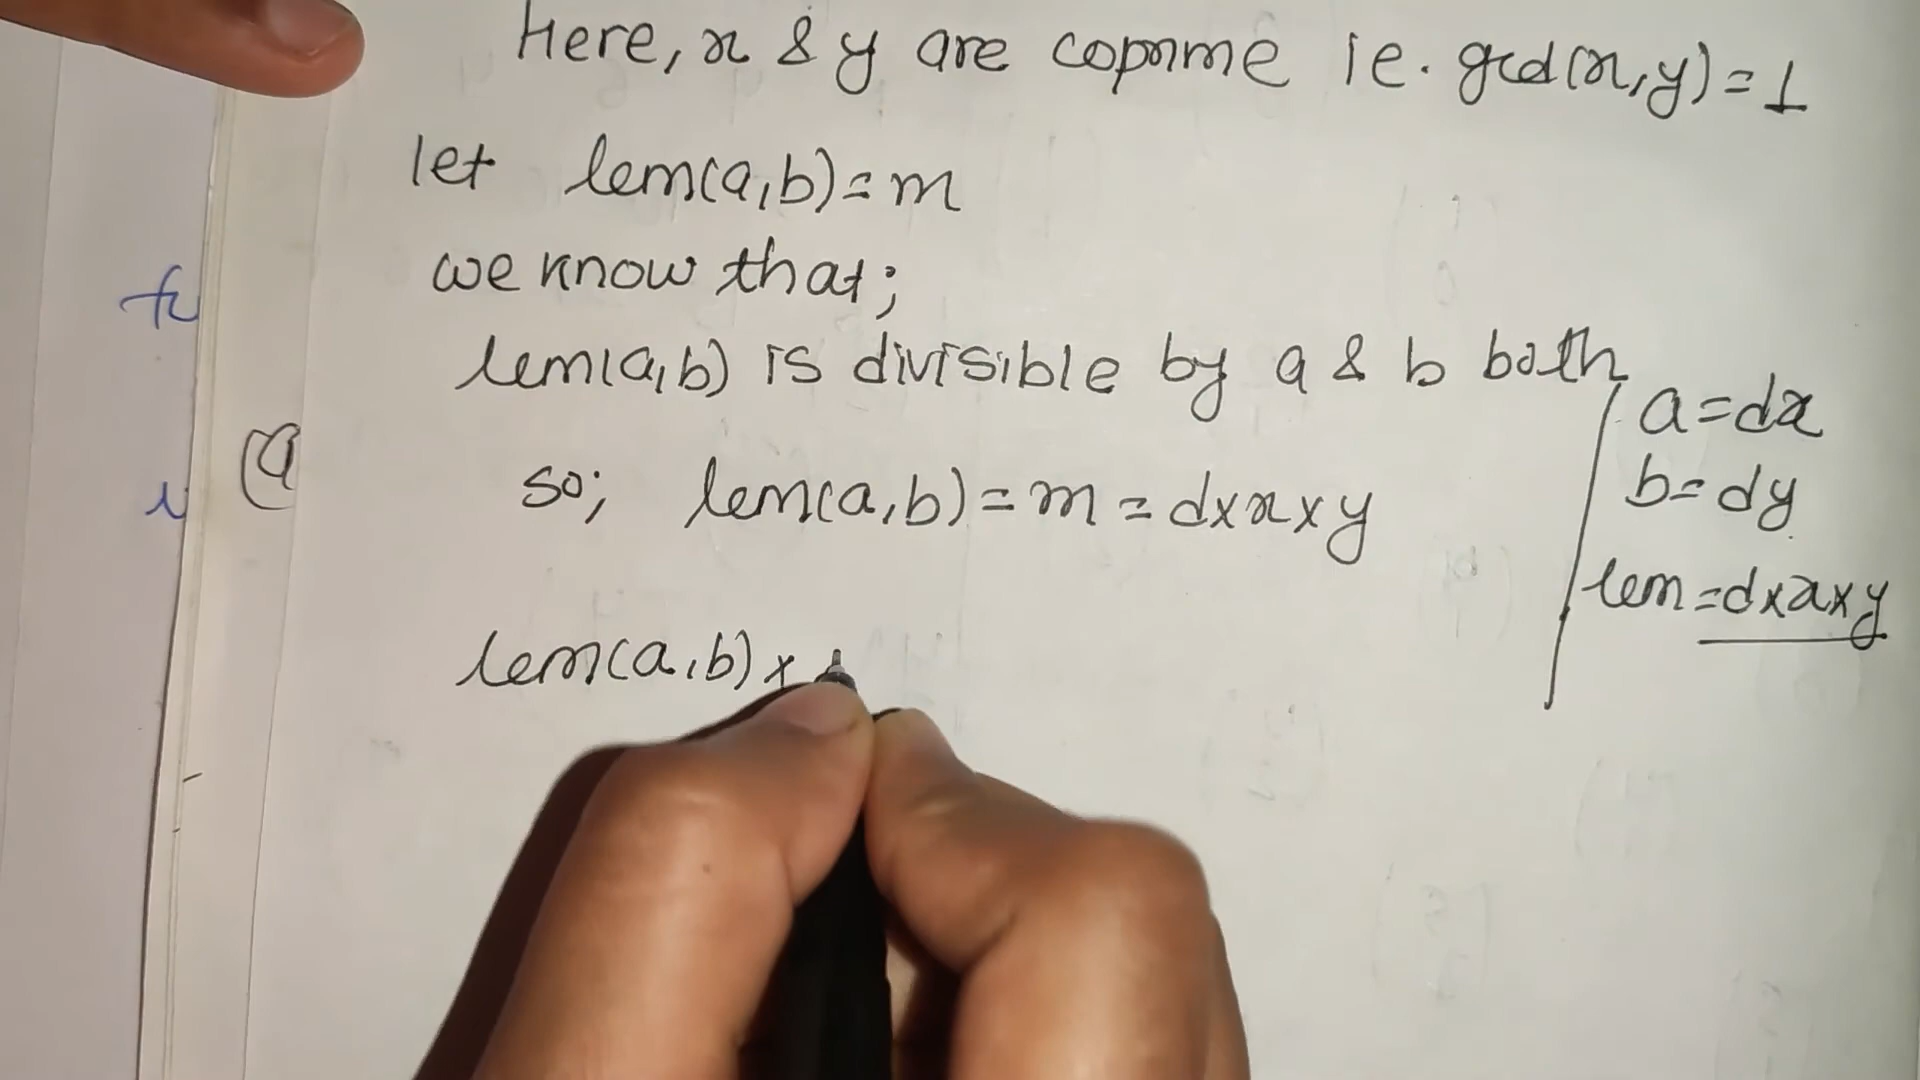 Here, x & y are coprime ie. gcd(x,y)=1
let lcm(a,b)=m
we know that;
lcm(a,b) is divisible by a & b both
so; lcm(a,b)=m=d×x×y
a=dx
b=dy
lcm=d×x×y
lcm(a,b)×
(a